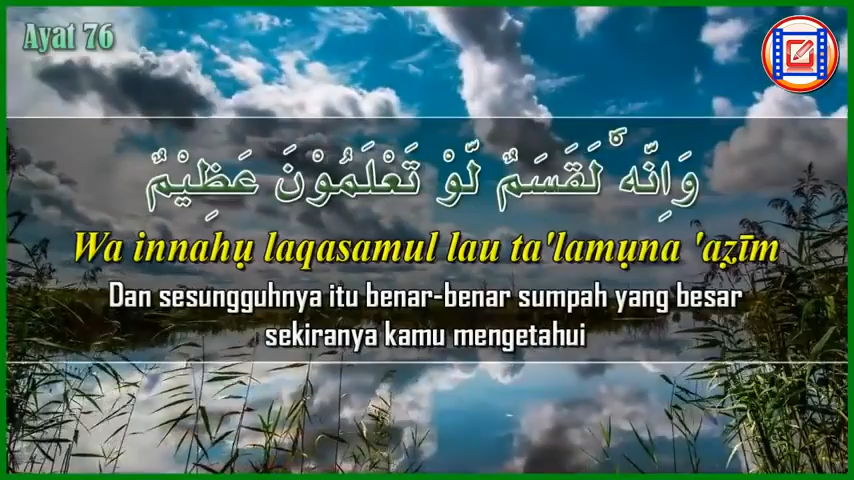 Ayat 76
وَاِنَّهٗ لَقَسَمٌ لَّوْ تَعْلَمُوْنَ عَظِيْمٌ
Wa innahụ laqasamul lau ta'lamụna 'aẓīm
Dan sesungguhnya itu benar-benar sumpah yang besar
sekiranya kamu mengetahui